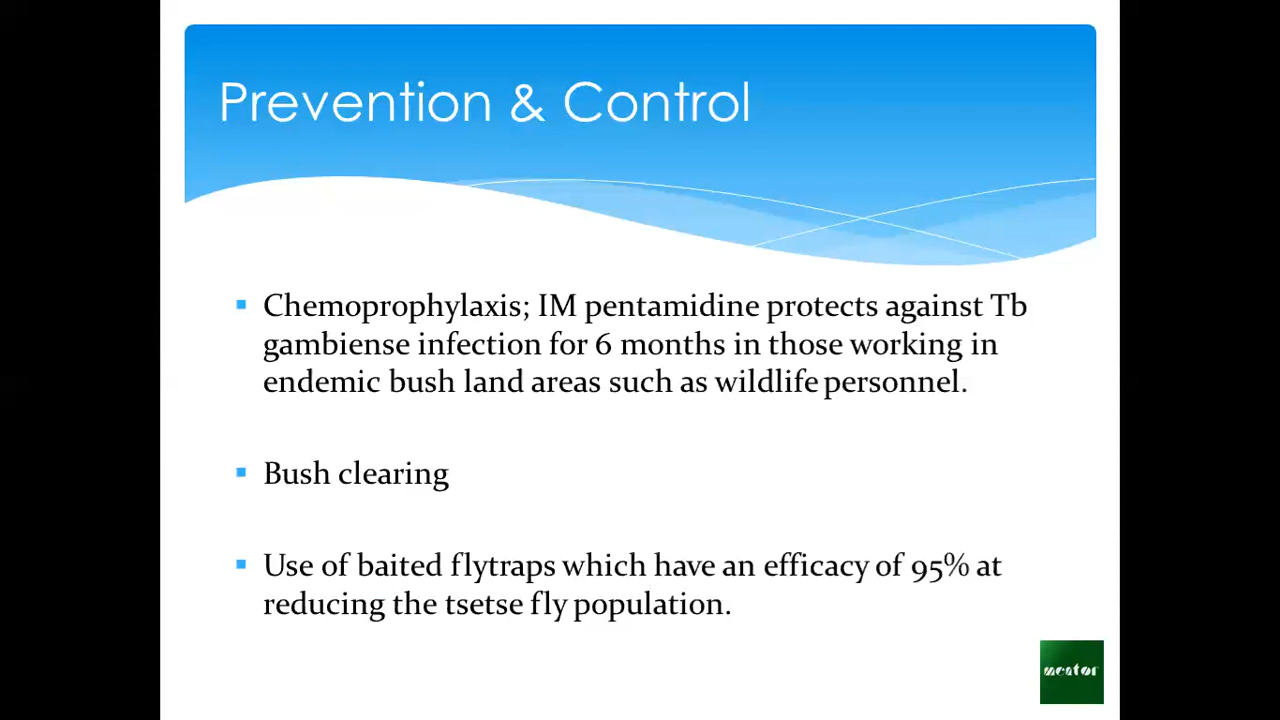 Prevention & Control
Chemoprophylaxis; IM pentamidine protects against Tb
gambiense infection for 6 months in those working in
endemic bush land areas such as wildlife personnel.
Bush clearing
Use of baited flytraps which have an efficacy of 95% at
reducing the tsetse fly population.
mentor